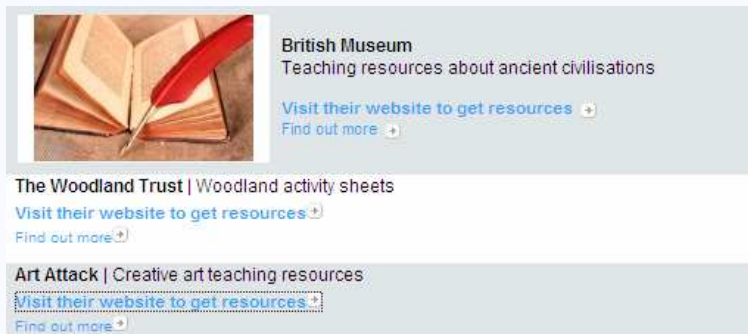 British Museum
Teaching resources about ancient civilisations
Visit their website to get resources
Find out more
The Woodland Trust | Woodland activity sheets
Visit their website to get resources
Find out more
Art Attack | Creative art teaching resources
Visit their website to get resources
Find out more